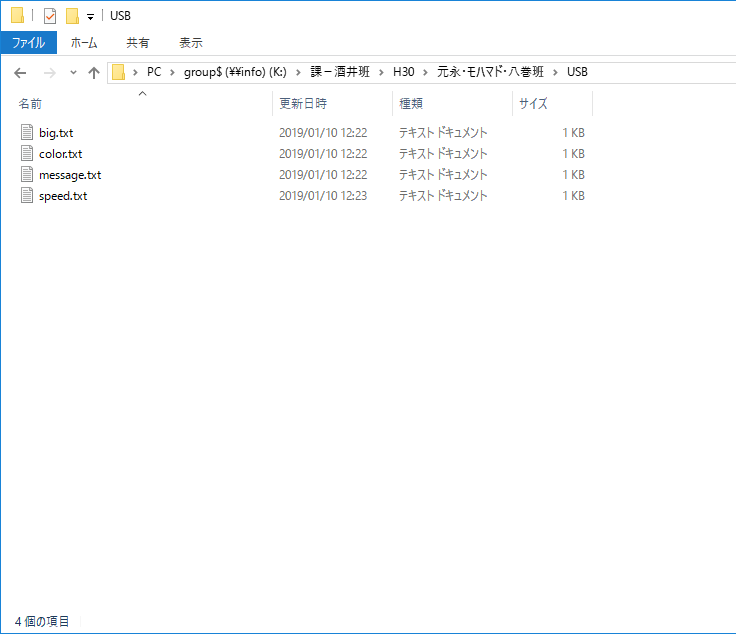 USB
ファイル ホーム 共有 表示
PC > group$ (¥¥info) (K:) > 課－酒井班 > H30 > 元永・モハマド・八巻班 > USB
名前 更新日時 種類 サイズ
big.txt 2019/01/10 12:22 テキスト ドキュメント 1 KB
color.txt 2019/01/10 12:22 テキスト ドキュメント 1 KB
message.txt 2019/01/10 12:22 テキスト ドキュメント 1 KB
speed.txt 2019/01/10 12:23 テキスト ドキュメント 1 KB
4 個の項目